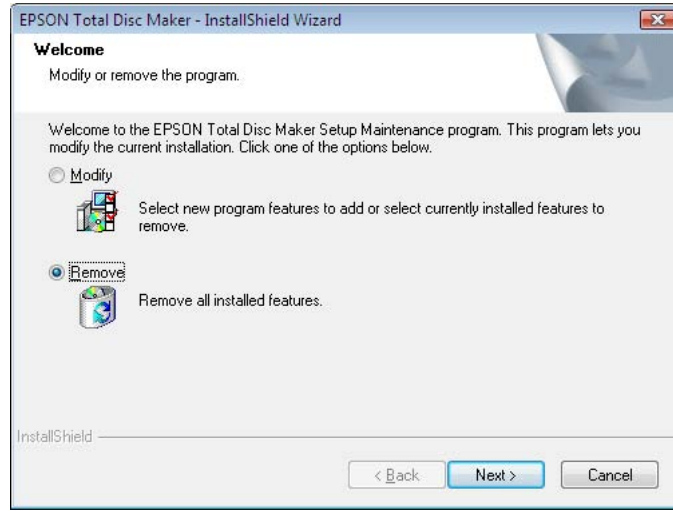 EPSON Total Disc Maker - InstallShield Wizard
Welcome
Modify or remove the program.
Welcome to the EPSON Total Disc Maker Setup Maintenance program. This program lets you
modify the current installation. Click one of the options below.
Modify
Select new program features to add or select currently installed features to
remove.
Remove
Remove all installed features.
InstallShield
< Back Next > Cancel